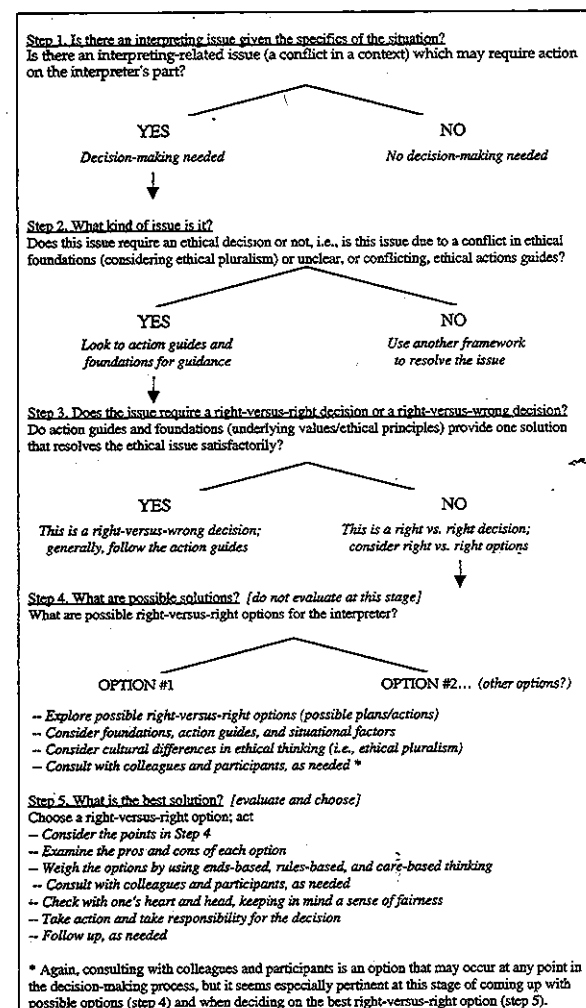 Step 1. Is there an interpreting issue given the specifics of the situation?
Is there an interpreting-related issue (a conflict in a context) which may require action
on the interpreter's part?
YES NO
Decision-making needed No decision-making needed
Step 2. What kind of issue is it?
Does this issue require an ethical decision or not, i.e., is this issue due to a conflict in ethical
foundations (considering ethical pluralism) or unclear, or conflicting, ethical actions guides?
YES NO
Look to action guides and Use another framework
foundations for guidance to resolve the issue
Step 3. Does the issue require a right-versus-right decision or a right-versus-wrong decision?
Do action guides and foundations (underlying values/ethical principles) provide one solution
that resolves the ethical issue satisfactorily?
YES NO
This is a right-versus-wrong decision; This is a right vs. right decision;
generally, follow the action guides consider right vs. right options
Step 4. What are possible solutions? [do not evaluate at this stage]
What are possible right-versus-right options for the interpreter?
OPTION #1 OPTION #2... (other options?)
-- Explore possible right-versus-right options (possible plans/actions)
-- Consider foundations, action guides, and situational factors
-- Consider cultural differences in ethical thinking (i.e., ethical pluralism)
-- Consult with colleagues and participants, as needed *
Step 5. What is the best solution? [evaluate and choose]
Choose a right-versus-right option; act
-- Consider the points in Step 4
-- Examine the pros and cons of each option
-- Weigh the options by using ends-based, rules-based, and care-based thinking
-- Consult with colleagues and participants, as needed
-- Check with one's heart and head, keeping in mind a sense of fairness
-- Take action and take responsibility for the decision
-- Follow up, as needed
* Again, consulting with colleagues and participants is an option that may occur at any point in
the decision-making process, but it seems especially pertinent at this stage of coming up with
possible options (step 4) and when deciding on the best right-versus-right option (step 5).